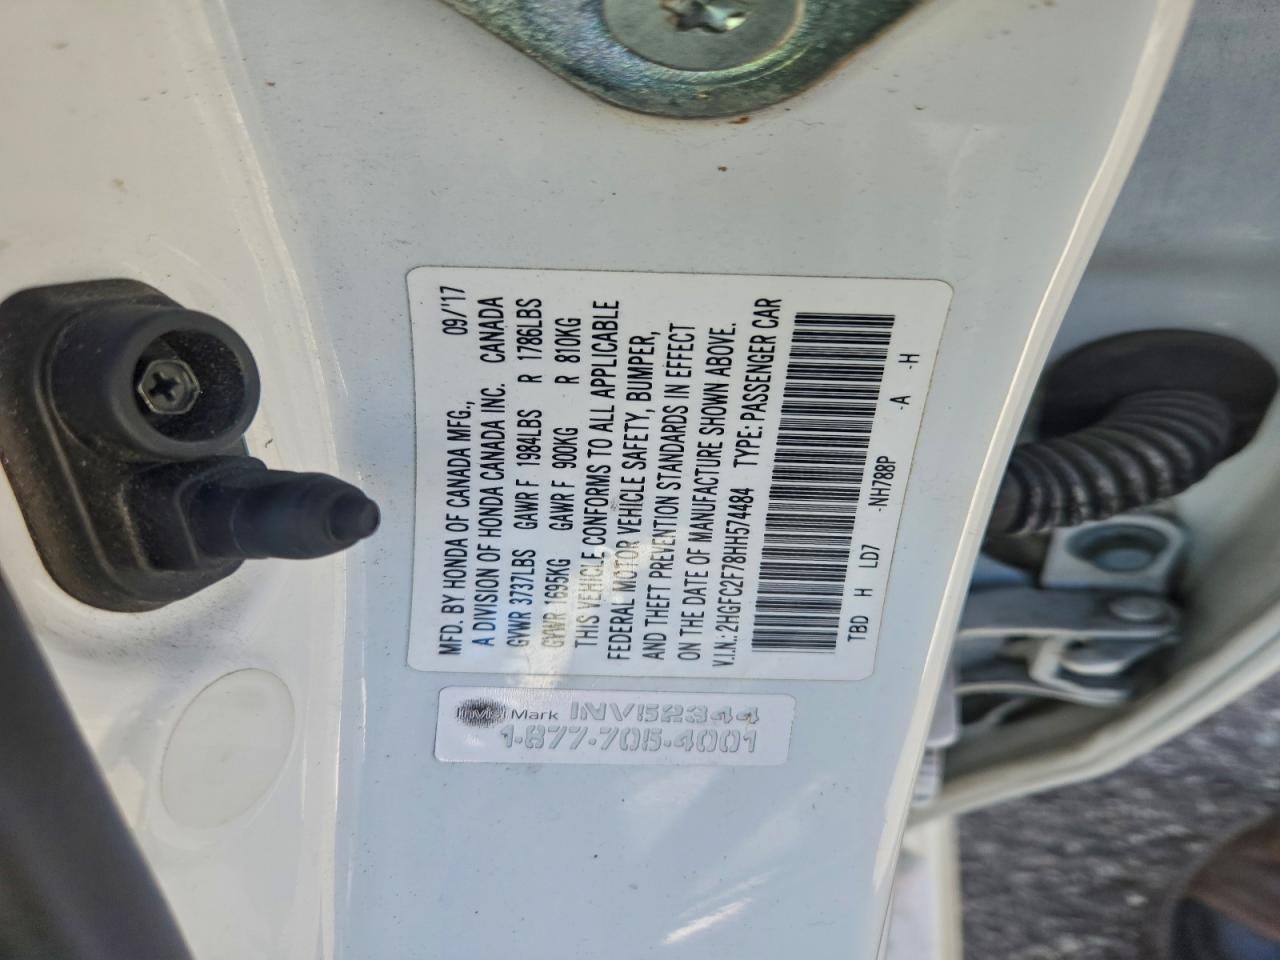 MFD. BY HONDA OF CANADA MFG., 09/'17
A DIVISION OF HONDA CANADA INC. CANADA
GVWR 3737LBS GAWR F 1984LBS R 1786LBS
GVWR 1695KG GAWR F 900KG R 810KG
THIS VEHICLE CONFORMS TO ALL APPLICABLE
FEDERAL MOTOR VEHICLE SAFETY, BUMPER,
AND THEFT PREVENTION STANDARDS IN EFFECT
ON THE DATE OF MANUFACTURE SHOWN ABOVE.
V.I.N.: 2HGFC2F78HH574484 TYPE: PASSENGER CAR
TBD H LD7 -NH788P -A -H
Mark INV52344
1-877-705-4001